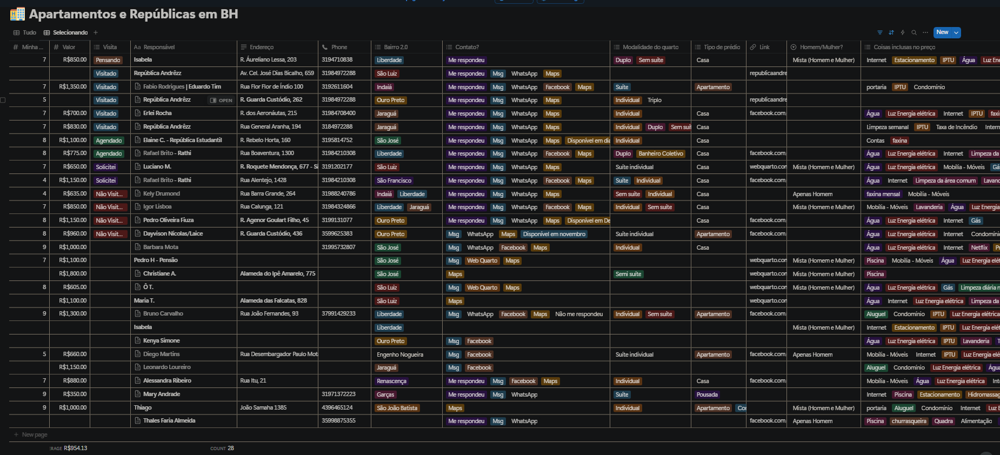 Apartamentos e Repúblicas em BH
Tudo Selecionando +
New
# Minha ... # Valor Visita Aa Responsável Endereço Phone Bairro 2.0 Contato? Modalidade do quarto Tipo de prédio Link Homem/Mulher? Coisas inclusas no preço
7 R$850.00 Pensando Isabela R. Áureliano Lessa, 203 3194710838 Liberdade Me respondeu Duplo Sem suíte Casa Mista (Homem e Mulher) Internet Estacionamento IPTU Água Luz Ene
Visitado República Andrêzz Av. Cel. José Dias Bicalho, 659 31984972288 São Luiz Me respondeu Msg WhatsApp Maps republicaandre
7 R$1,350.00 Visitado Fabio Rodrigues | Eduardo Tim Rua Flor Flor de Índio 100 3192611604 Indaiá Me respondeu Msg WhatsApp Facebook Maps Suíte Apartamento portaria IPTU Condomínio
5 Visitado República Andrêzz OPEN R. Guarda Custódio, 262 31984972288 Ouro Preto Me respondeu Msg WhatsApp Maps Individual Triplo republicaandre
7 R$700.00 Visitado Erlei Rocha R. dos Aeronáutas, 215 31984708400 Jaraguá Me respondeu Msg WhatsApp Maps Individual Casa facebook.com Água Luz Energia elétrica Internet IPTU faxin
7 R$830.00 Visitado República Andrêzz Rua General Aranha, 194 3184972288 Jaraguá Me respondeu Msg WhatsApp Maps Individual Duplo Sem suít Casa Limpeza semanal IPTU Taxa de Incêndio Intern
8 R$1,100.00 Agendado Elaine C. - República Estudantil R. Rebelo Horta, 160 3195814752 São José Me respondeu Msg WhatsApp Maps Disponível em dia Individual Contas faxina
8 R$775.00 Agendado Rafael Brito - Rathi Rua Boaventura, 1300 31984210308 Liberdade Me respondeu Msg WhatsApp Facebook Maps Duplo Banheiro Coletivo Casa facebook.com Água Luz Energia elétrica Internet Limpeza da
7 R$650.00 Solicitei Luciano M. R. Roquete Mendonça, 677 - Sã 3191202177 São Luiz Me respondeu Msg WhatsApp Maps Suíte individual Casa webquarto.con Mista (Homem e Mulher) Água Luz Energia elétrica Mobília - Móveis Gá
4 R$1,150.00 Solicitei Rafael Brito - Rathi Rua Alentejo, 1428 31984210308 São Francisco Me respondeu Msg WhatsApp Facebook Maps Suíte Individual Casa facebook.com Água Internet Limpeza da área comum Lavand
4 R$635.00 Não Visit... Kely Drumond Rua Barra Grande, 264 31988240786 Indaiá Liberdade Me respondeu Msg WhatsApp Maps Sem suíte Individual Casa Apenas Homem faxina mensal Mobília - Móveis
7 R$850.00 Não Visit... Igor Lisboa Rua Calunga, 121 31984324866 Liberdade Jaraguá Me respondeu Msg WhatsApp Facebook Maps Individual Sem suíte Casa Mista (Homem e Mulher) Mobília - Móveis Lavanderia Água Luz Energia
8 R$1,150.00 Não Visit... Pedro Oliveira Fiuza R. Agenor Goulart Filho, 45 3199131077 Ouro Preto Me respondeu Msg WhatsApp Maps Disponível em De Casa facebook.com Água Luz Energia elétrica Internet Gás
8 R$960.00 Não Visit... Dayvison Nícolas/Laice R. Guarda Custódio, 436 3599625383 Ouro Preto Msg WhatsApp Maps Disponível em novembro Suíte individual Apartamento facebook.com Água Luz Energia elétrica Internet Condomínio
9 R$1,000.00 Barbara Mota 31995732807 São José Msg WhatsApp Facebook Maps Individual Casa Água Luz Energia elétrica Internet Netflix Pr
7 R$1,100.00 Pedro H - Pensão São José Msg Web Quarto Maps webquarto.con Mista (Homem e Mulher) Piscina Mobília - Móveis Água Luz Energia elét
R$1,800.00 Christiane A. Alameda do Ipê Amarelo, 775 São José Maps Semi suíte webquarto.con Mista (Homem e Mulher) Piscina
8 R$605.00 Ô T. São Luiz Msg Web Quarto Maps webquarto.con Mista (Homem e Mulher) Água Luz Energia elétrica Gás Limpeza diária n
R$1,100.00 Maria T. Alameda das Falcatas, 828 São Luiz Maps webquarto.con Água Internet Luz Energia elétrica Limpeza da
9 R$1,300.00 Bruno Carvalho Rua João Fernandes, 93 37991429233 Liberdade Msg WhatsApp Facebook Maps Não me respondeu Individual Sem suíte Apartamento facebook.com Aluguel Condomínio IPTU Luz Energia elétrica
Isabela Liberdade Mista (Homem e Mulher) Internet Estacionamento IPTU Luz Energia elé
Kenya Simone Ouro Preto Msg Facebook Água Luz Energia elétrica IPTU Lavanderia T
5 R$660.00 Diego Martins Rua Desembargador Paulo Mota Engenho Nogueira Msg Facebook Suíte individual Apartamento facebook.com Apenas Homem Mobília - Móveis Internet IPTU Luz Energia elé
R$1,150.00 Leonardo Loureiro Jaraguá Msg Facebook Aluguel Condomínio Luz Energia elétrica Água
7 R$880.00 Alessandra Ribeiro Rua Itu, 21 Renascença Me respondeu Msg Facebook Maps Individual Casa facebook.com Mobília - Móveis Água Luz Energia elétrica Inte
9 R$350.00 Mary Andrade 31971372223 Garças Me respondeu Msg WhatsApp Suíte Pousada Internet Piscina Estacionamento Hidromassag
9 R$1,000.00 Thiago João Samaha 1385 4396465124 São João Batista Maps Individual Apartamento Con Mista (Homem e Mulher) portaria Aluguel Condomínio Internet Luz E
Thales Faria Almeida 35998875355 Me respondeu Msg WhatsApp facebook.com Apenas Homem Piscina churrasqueira Quadra Alimentação
+ New page
ERAGE R$954.13 COUNT 28